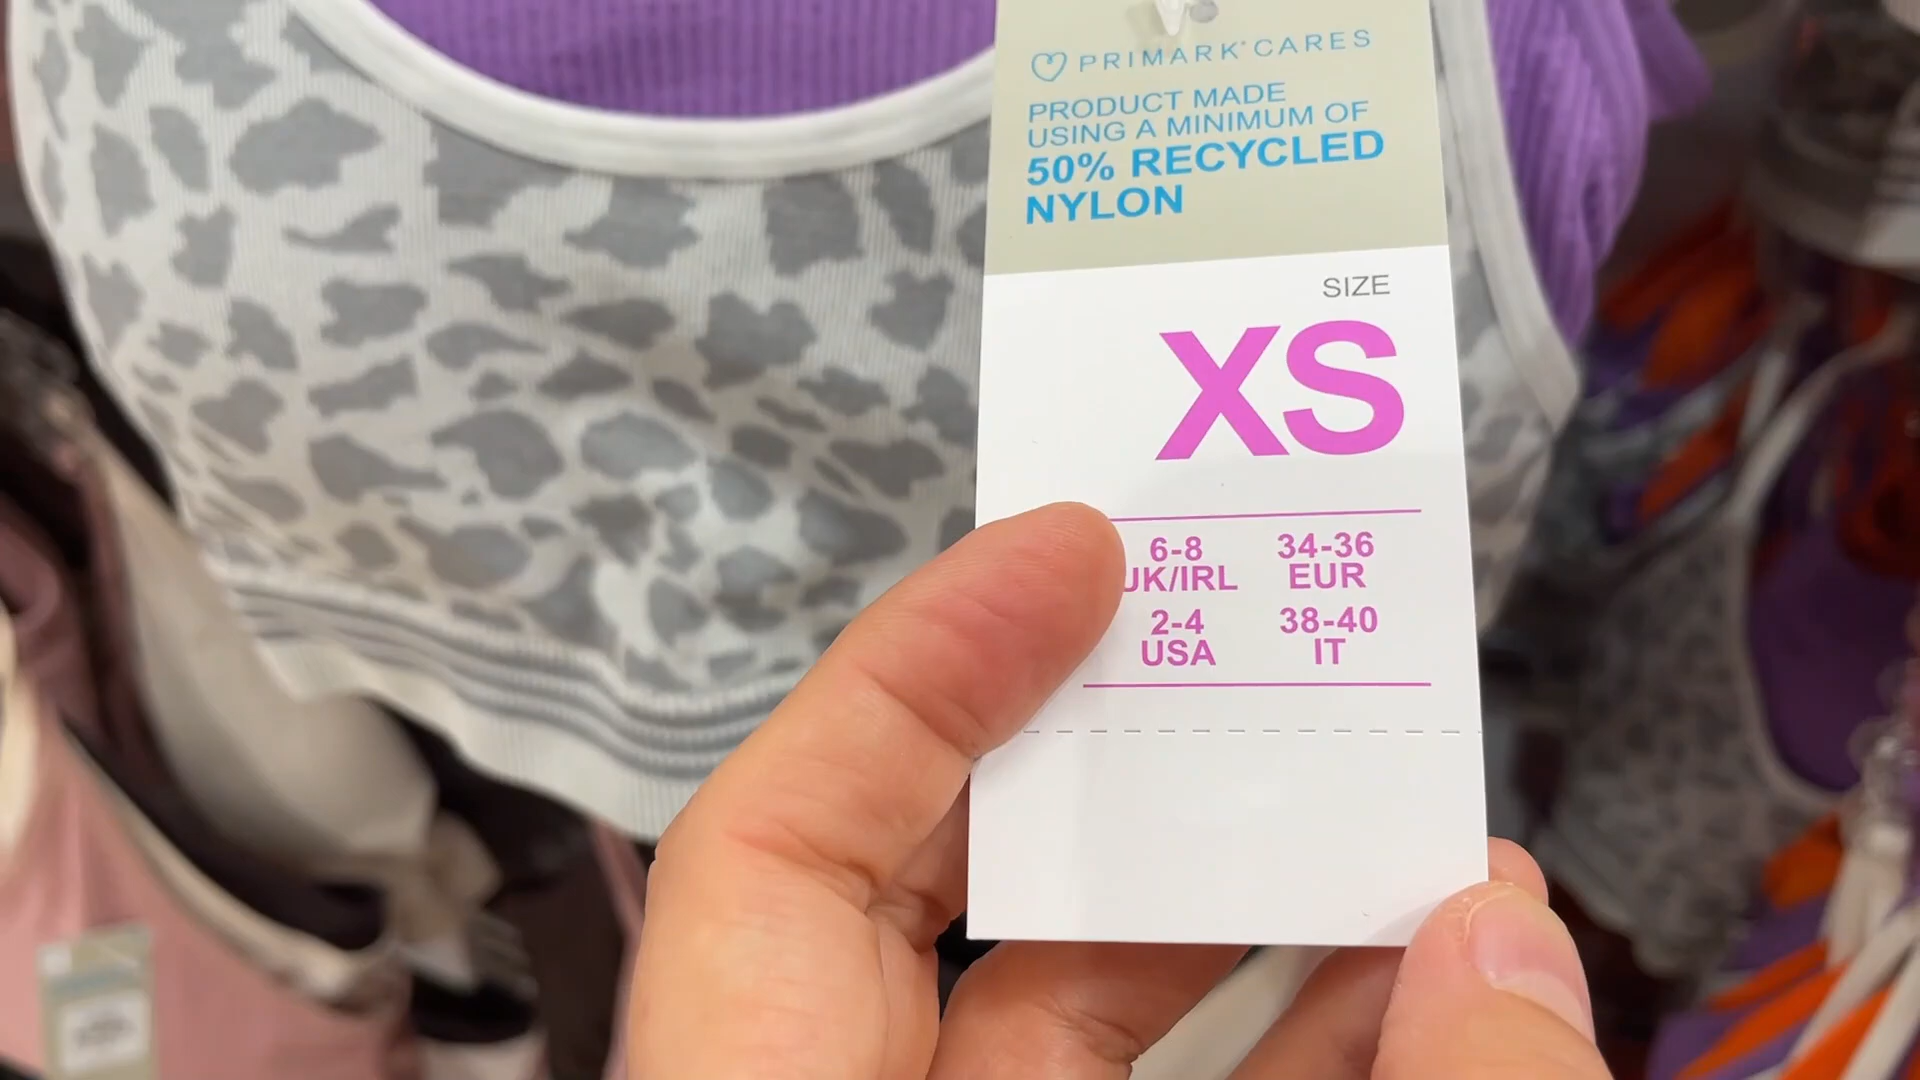 PRIMARK® CARES
PRODUCT MADE
USING A MINIMUM OF
50% RECYCLED
NYLON
SIZE
XS
6-8 34-36
UK/IRL EUR
2-4 38-40
USA IT